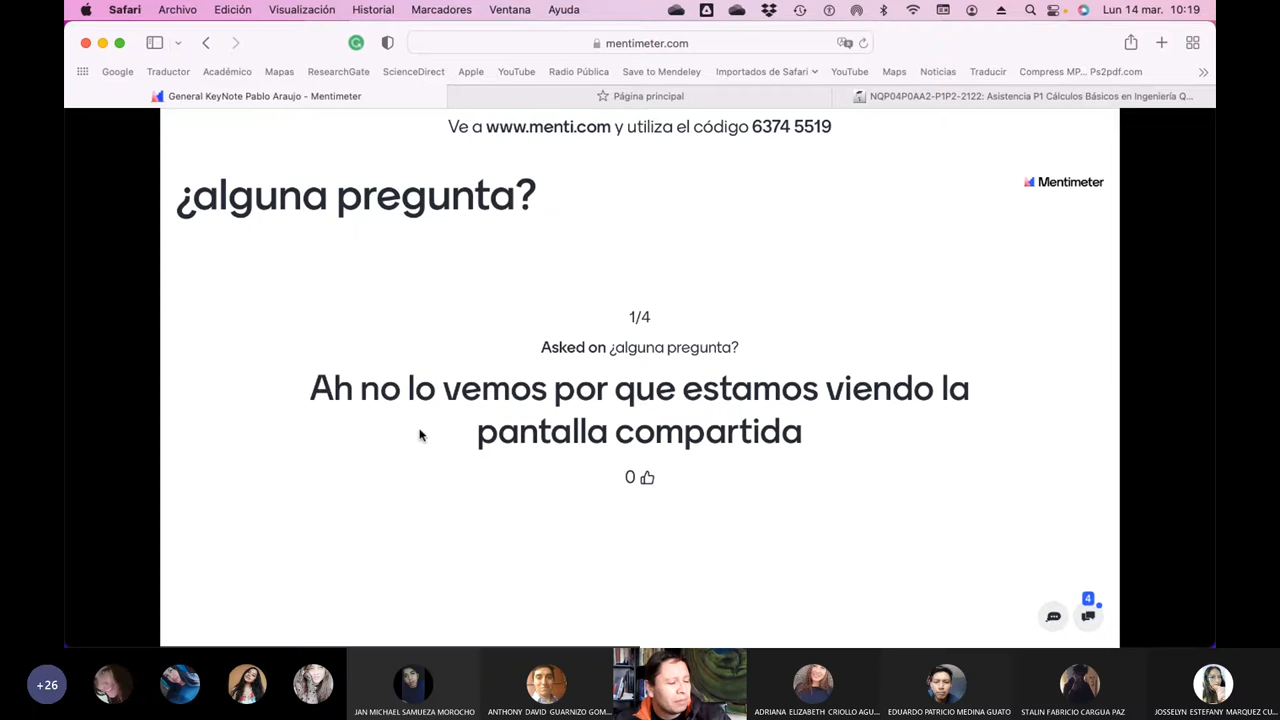 Safari Archivo Edición Visualización Historial Marcadores Ventana Ayuda Lun 14 mar. 10:19
mentimeter.com
Google Traductor Académico Mapas ResearchGate ScienceDirect Apple YouTube Radio Pública Save to Mendeley Importados de Safari YouTube Maps Noticias Traducir Compress MP... Ps2pdf.com
General KeyNote Pablo Araujo - Mentimeter Página principal NQP04P0AA2-P1P2-2122: Asistencia P1 Cálculos Básicos en Ingeniería Q...
Ve a www.menti.com y utiliza el código 6374 5519
¿alguna pregunta?
Mentimeter
1/4
Asked on ¿alguna pregunta?
Ah no lo vemos por que estamos viendo la
pantalla compartida
0
4
+26
JAN MICHAEL SAMUEZA MOROCHO ANTHONY DAVID GUARNIZO GOM... ADRIANA ELIZABETH CRIOLLO AGU... EDUARDO PATRICIO MEDINA GUATO STALIN FABRICIO CARGUA PAZ JOSSELYN ESTEFANY MARQUEZ CU...